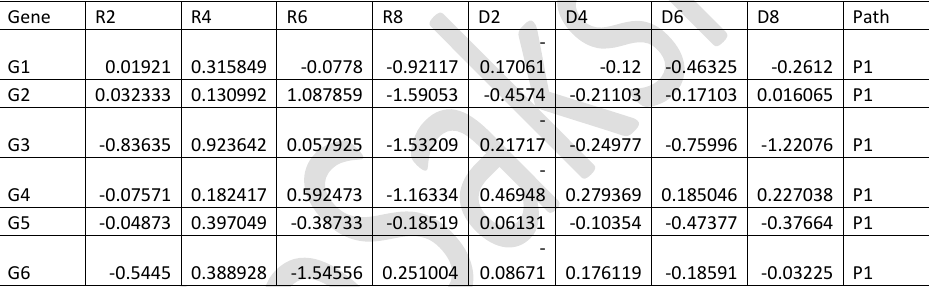 Gene R2 R4 R6 R8 D2 D4 D6 D8 Path
-
G1 0.01921 0.315849 -0.0778 -0.92117 0.17061 -0.12 -0.46325 -0.2612 P1
G2 0.032333 0.130992 1.087859 -1.59053 -0.4574 -0.21103 -0.17103 0.016065 P1
-
G3 -0.83635 0.923642 0.057925 -1.53209 0.21717 -0.24977 -0.75996 -1.22076 P1
-
G4 -0.07571 0.182417 0.592473 -1.16334 0.46948 0.279369 0.185046 0.227038 P1
G5 -0.04873 0.397049 -0.38733 -0.18519 0.06131 -0.10354 -0.47377 -0.37664 P1
-
G6 -0.5445 0.388928 -1.54556 0.251004 0.08671 0.176119 -0.18591 -0.03225 P1